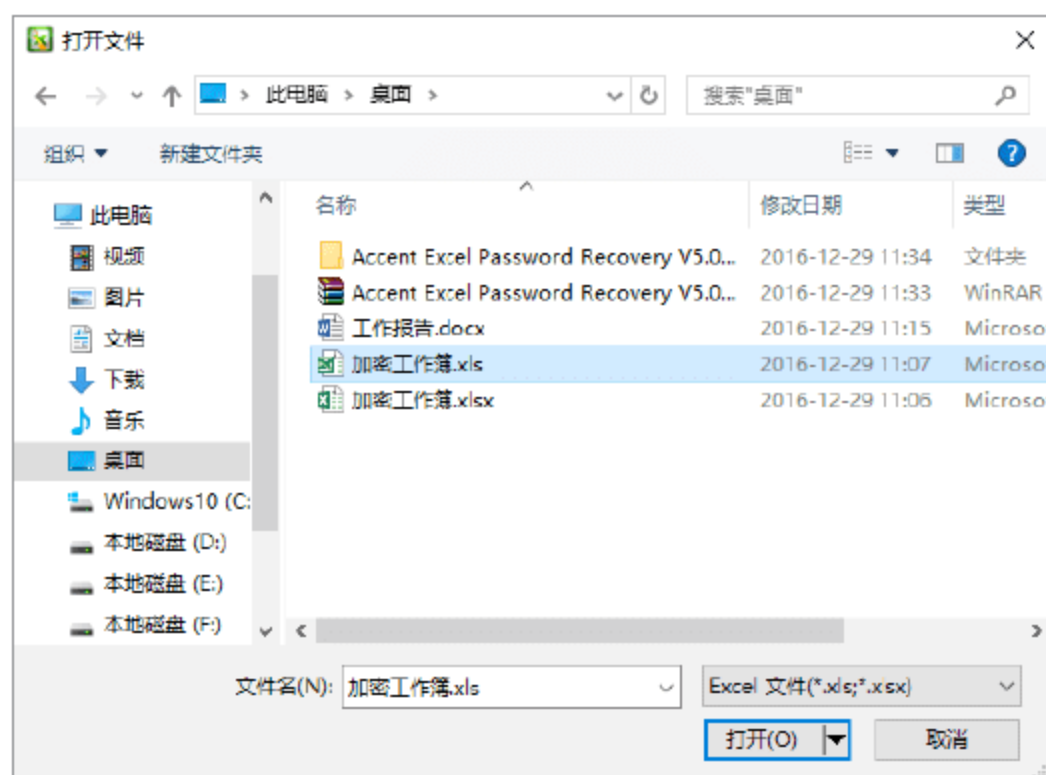 打开文件
此电脑 > 桌面 >
搜索"桌面"
组织
新建文件夹
名称 修改日期 类型
Accent Excel Password Recovery V5.0... 2016-12-29 11:34 文件夹
Accent Excel Password Recovery V5.0... 2016-12-29 11:33 WinRAR
工作报告.docx 2016-12-29 11:15 Microso
加密工作簿.xls 2016-12-29 11:07 Microso
加密工作簿.xlsx 2016-12-29 11:06 Microso
此电脑
视频
图片
文档
下载
音乐
桌面
Windows10 (C:
本地磁盘 (D:)
本地磁盘 (E:)
本地磁盘 (F:)
文件名(N): 加密工作簿.xls
Excel 文件(*.xls;*.xlsx)
打开(O) 取消